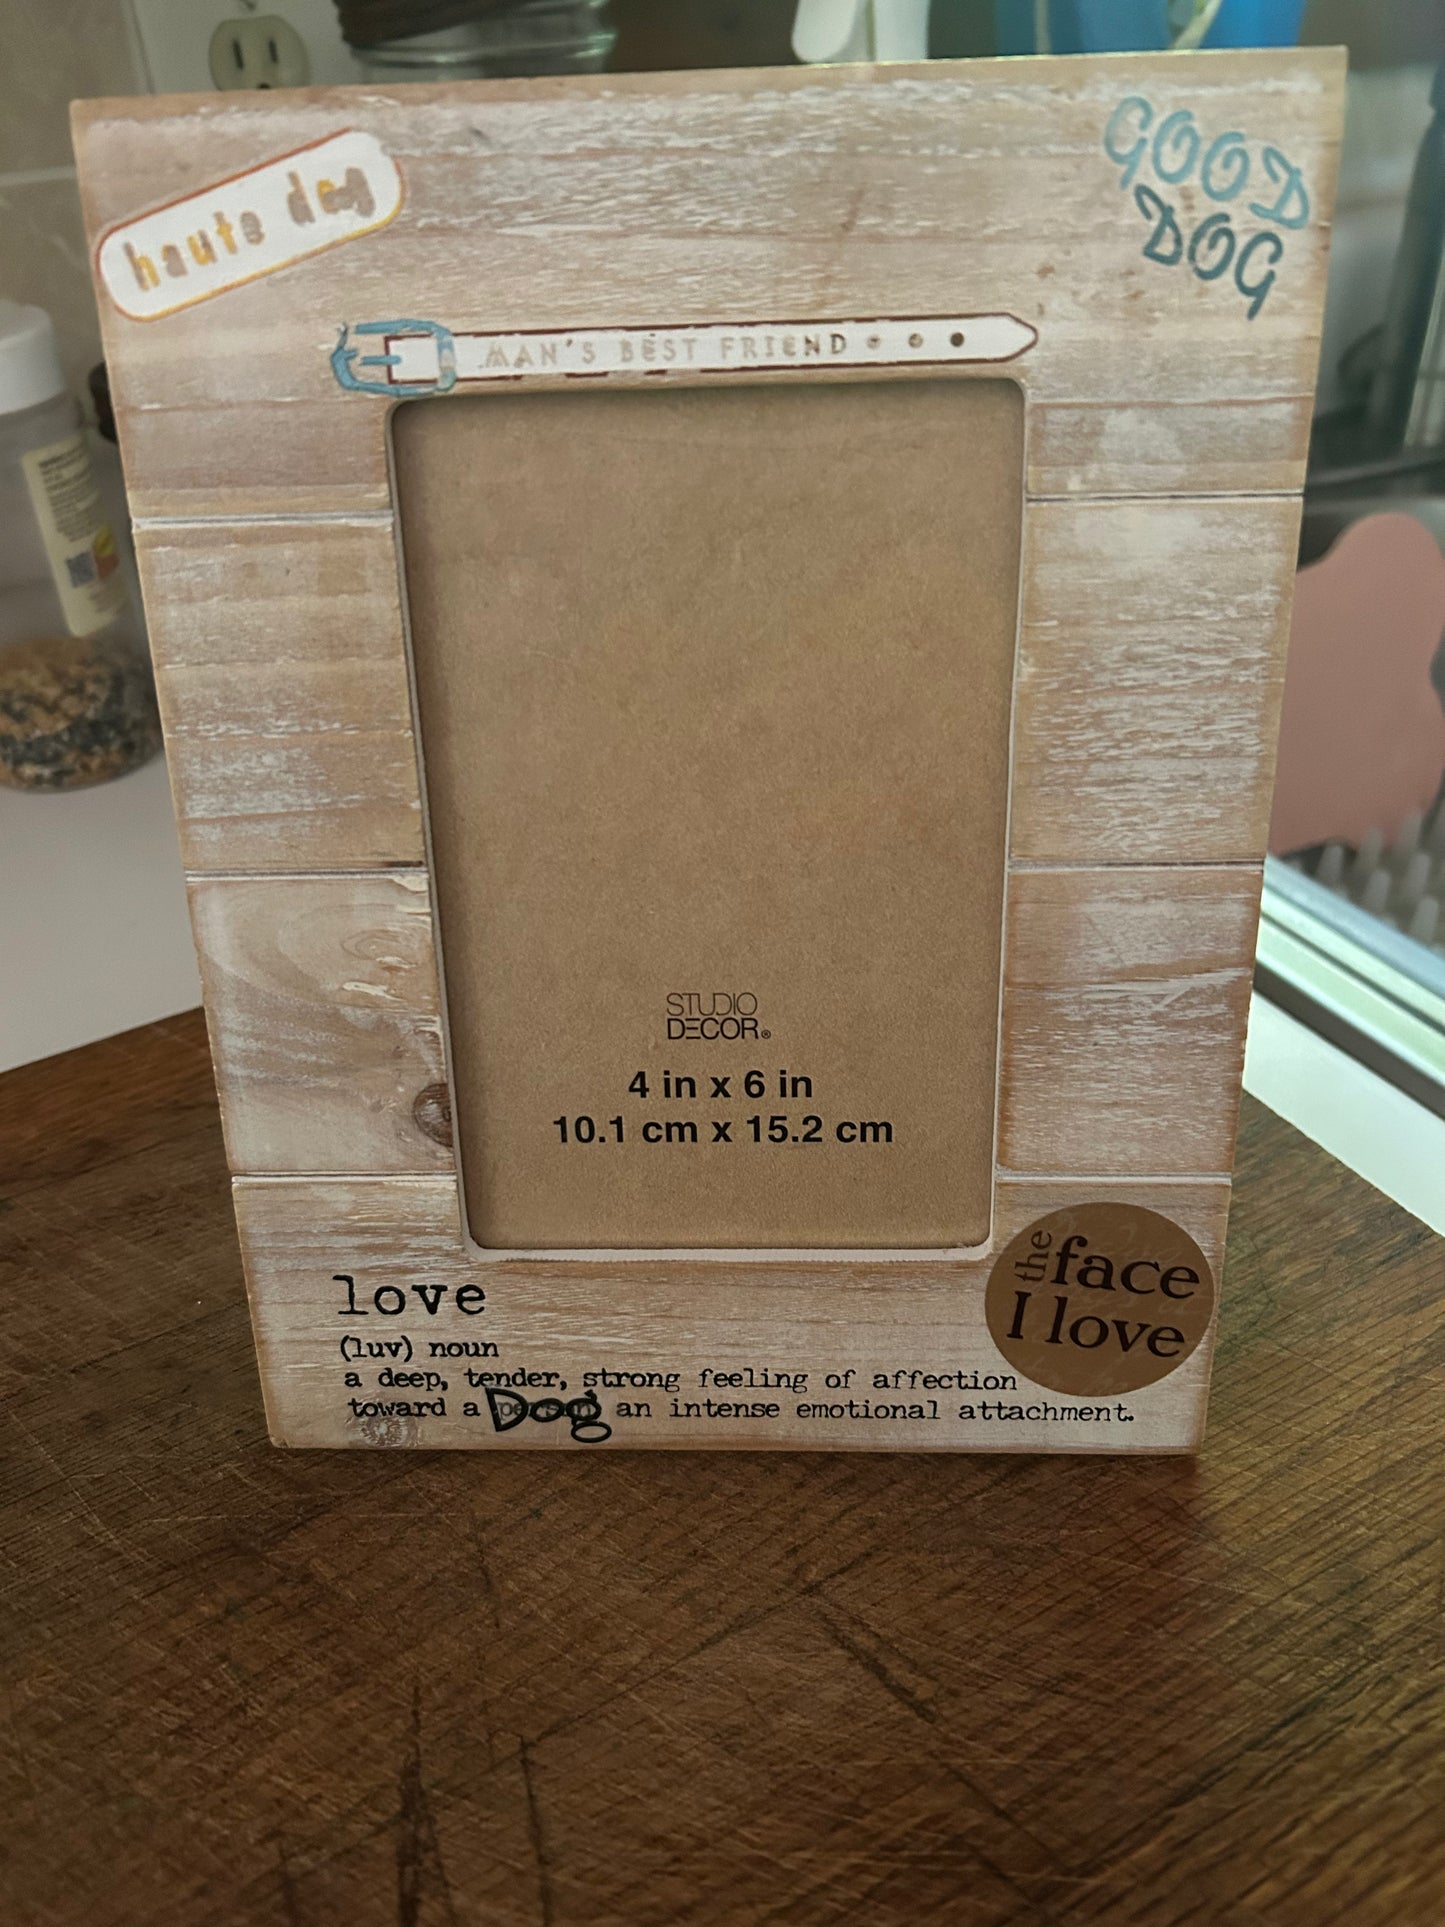 haute dog
GOOD
DOG
MAN'S BEST FRIEND
STUDIO
DECOR®
4 in x 6 in
10.1 cm x 15.2 cm
the face
I love
love
(luv) noun
a deep, tender, strong feeling of affection
toward a Dog an intense emotional attachment.